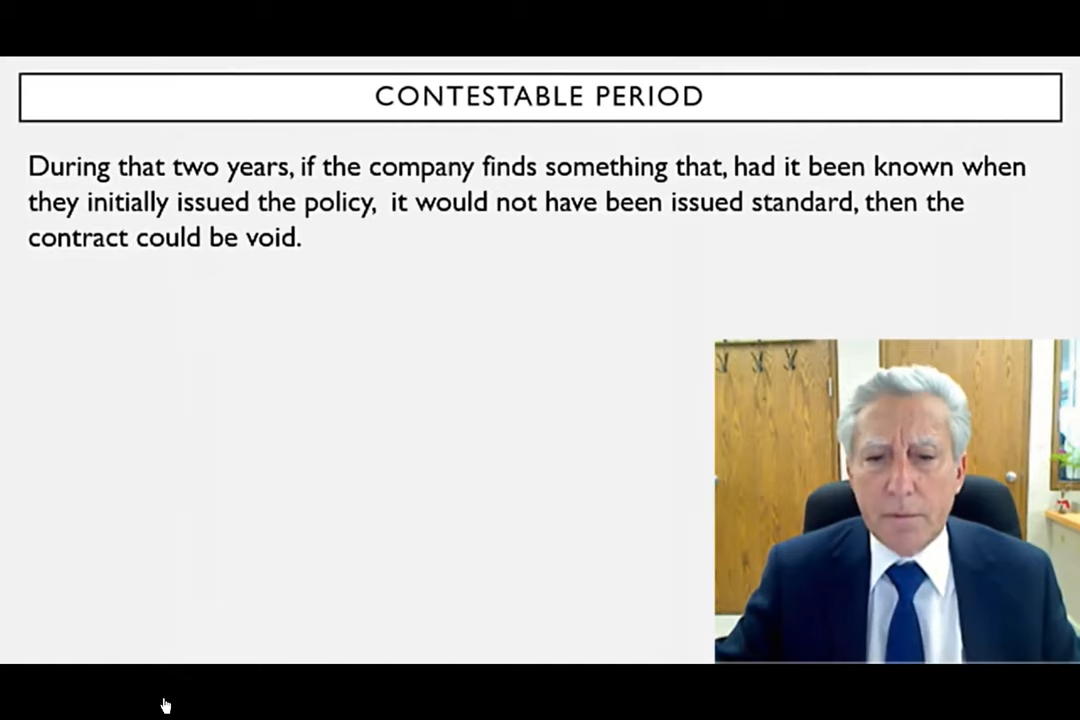 CONTESTABLE PERIOD
During that two years, if the company finds something that, had it been known when
they initially issued the policy, it would not have been issued standard, then the
contract could be void.